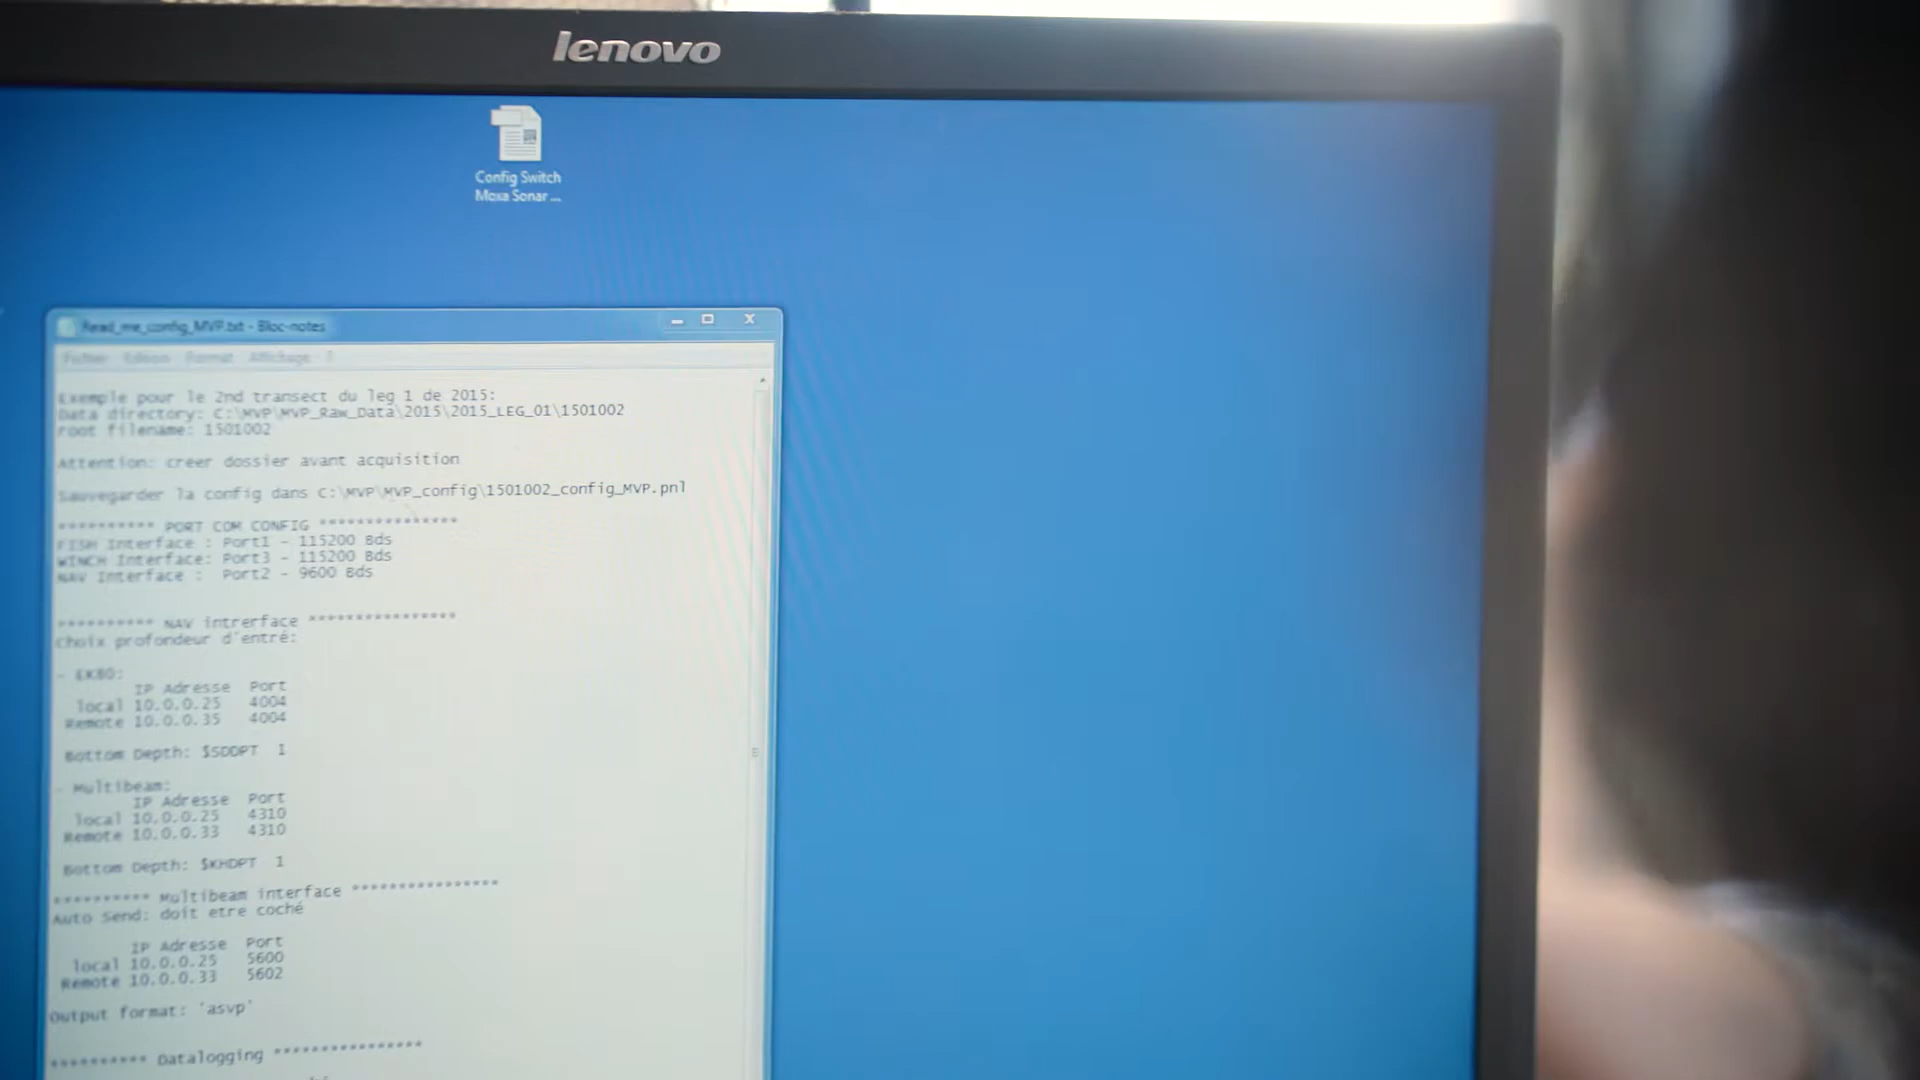 lenovo
Config Switch
Moxa Sonar ...
Read_me_config_MVP.txt - Bloc-notes
Fichier Edition Format Affichage ?
Exemple pour le 2nd transect du leg 1 de 2015:
Data directory: C:\MVP\MVP_Raw_Data\2015\2015_LEG_01\1501002
root filename: 1501002
Attention: creer dossier avant acquisition
Sauvegarder la config dans C:\MVP\MVP_config\1501002_config_MVP.pnl
********** PORT COM CONFIG ***************
FISH Interface : Port1 - 115200 Bds
WINCH Interface: Port3 - 115200 Bds
NAV Interface : Port2 - 9600 Bds
********** NAV intrerface ****************
Choix profondeur d'entré:
- EK80:
IP Adresse Port
local 10.0.0.25 4004
Remote 10.0.0.35 4004
Bottom Depth: $SDDPT 1
- Multibeam:
IP Adresse Port
local 10.0.0.25 4310
Remote 10.0.0.33 4310
Bottom Depth: $KHDPT 1
********** Multibeam interface ****************
Auto Send: doit etre coché
IP Adresse Port
local 10.0.0.25 5600
Remote 10.0.0.33 5602
Output format: 'asvp'
********** Datalogging ****************